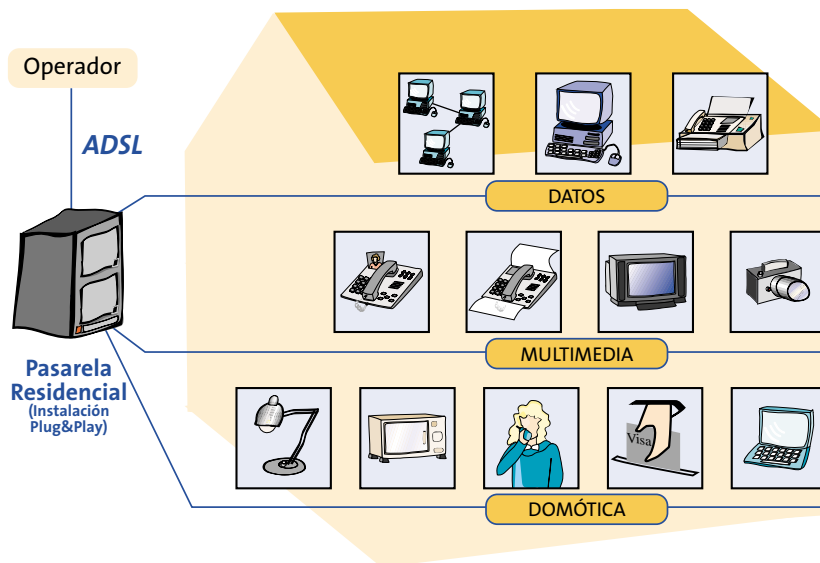 Operador
ADSL
DATOS
MULTIMEDIA
Pasarela
Residencial
(Instalación
Plug&Play)
Visa
DOMÓTICA